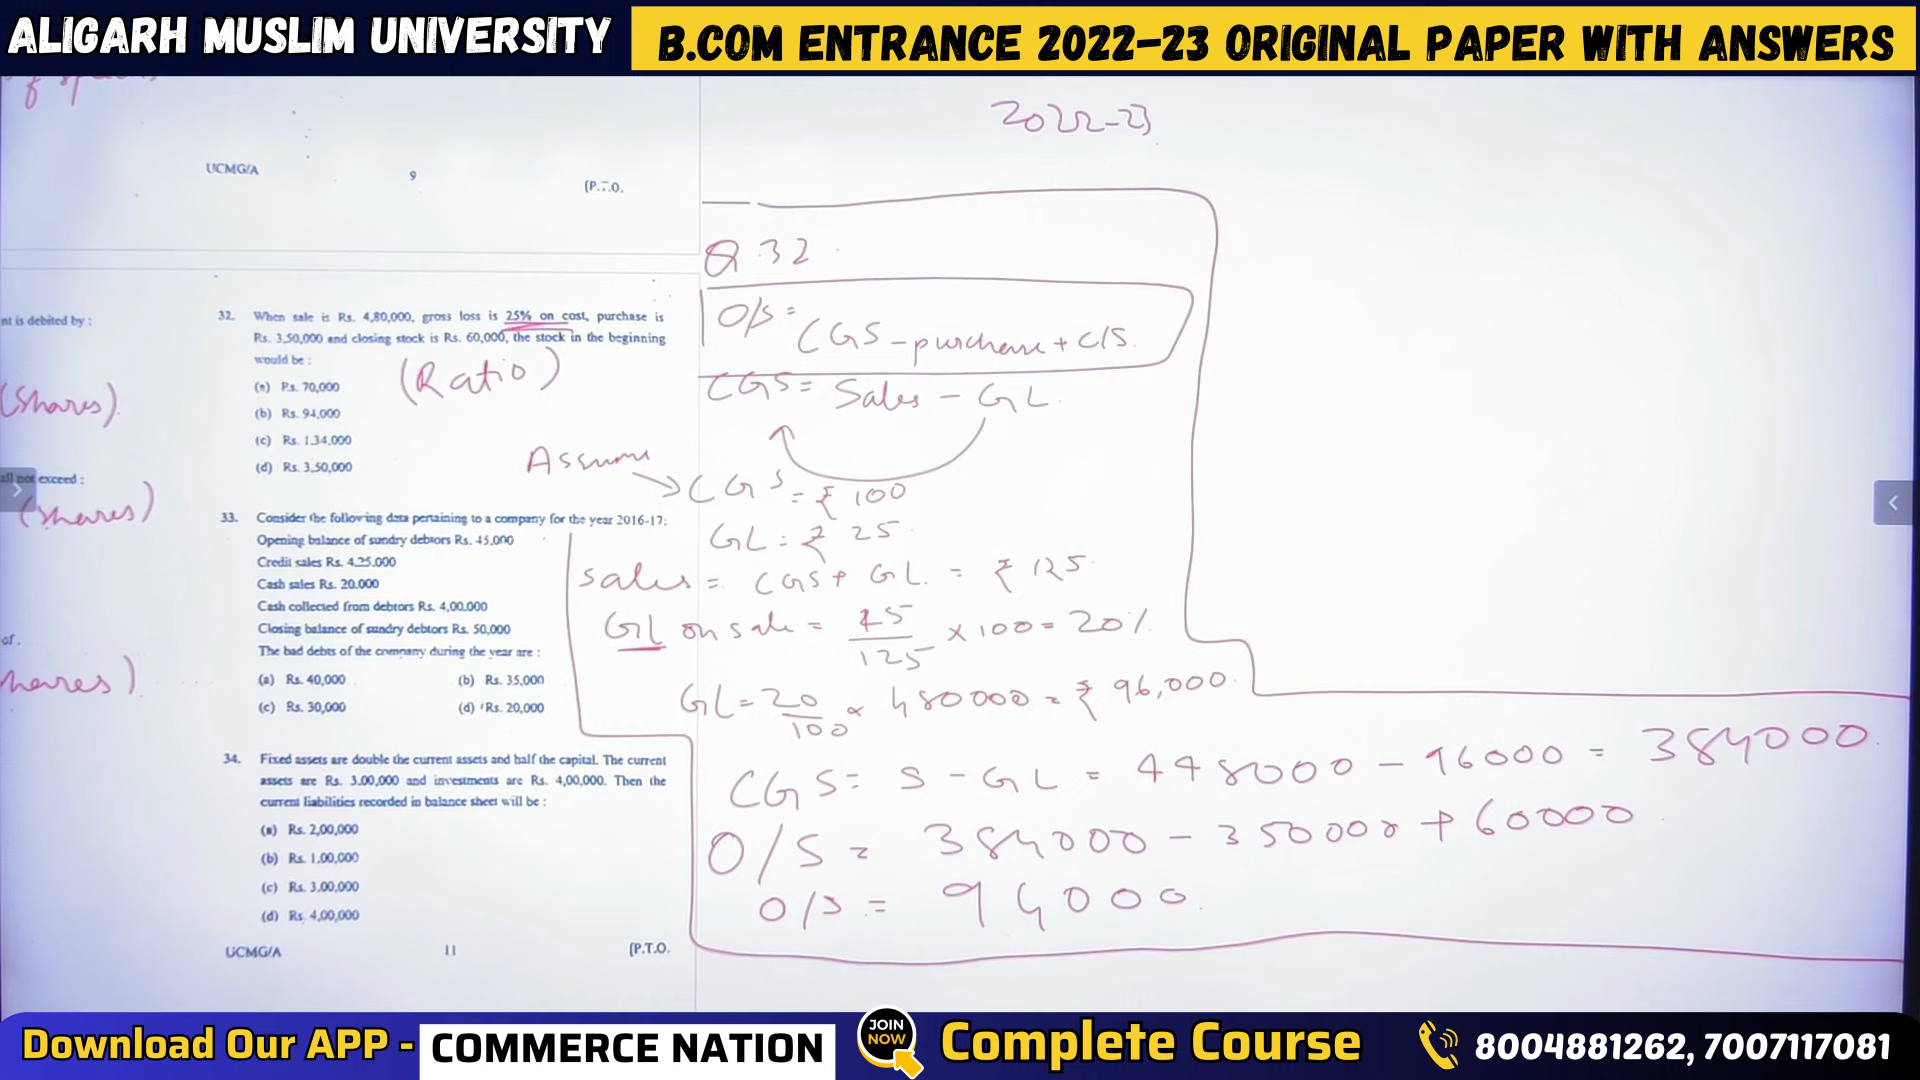 ALIGARH MUSLIM UNIVERSITY
B.COM ENTRANCE 2022-23 ORIGINAL PAPER WITH ANSWERS
2022-23
UCMG/A
9
[P.T.O.
nt is debited by :
(Shares).
all not exceed :
(shares)
of.
hares)
32. When sale is Rs. 4,80,000, gross loss is 25% on cost, purchase is
Rs. 3,50,000 and closing stock is Rs. 60,000, the stock in the beginning
would be :
(Ratio)
(a) Rs. 70,000
(b) Rs. 94,000
(c) Rs. 1,34,000
(d) Rs. 3,50,000
33. Consider the following data pertaining to a company for the year 2016-17:
Opening balance of sundry debtors Rs. 45,000
Credit sales Rs. 4,25,000
Cash sales Rs. 20,000
Cash collected from debtors Rs. 4,00,000
Closing balance of sundry debtors Rs. 50,000
The bad debts of the company during the year are :
(a) Rs. 40,000 (b) Rs. 35,000
(c) Rs. 30,000 (d) Rs. 20,000
34. Fixed assets are double the current assets and half the capital. The current
assets are Rs. 3,00,000 and investments are Rs. 4,00,000. Then the
current liabilities recorded in balance sheet will be :
(a) Rs. 2,00,000
(b) Rs. 1,00,000
(c) Rs. 3,00,000
(d) Rs. 4,00,000
UCMG/A
11
[P.T.O.
Q.32
O/S =
CGS - purchase + C/S.
CGS = Sales - GL.
Assume
CGS = ₹ 100
GL = ₹ 25
Sales = CGS + GL. = ₹ 125.
GL on sale = 25/125 × 100 = 20%.
GL = 20/100 × 480000 = ₹ 96,000.
CGS = S - GL = 448000 - 96000 = 384000.
O/S = 384000 - 350000 + 60000
O/S = 94000.
Download Our APP - COMMERCE NATION
JOIN NOW
Complete Course
8004881262, 7007117081